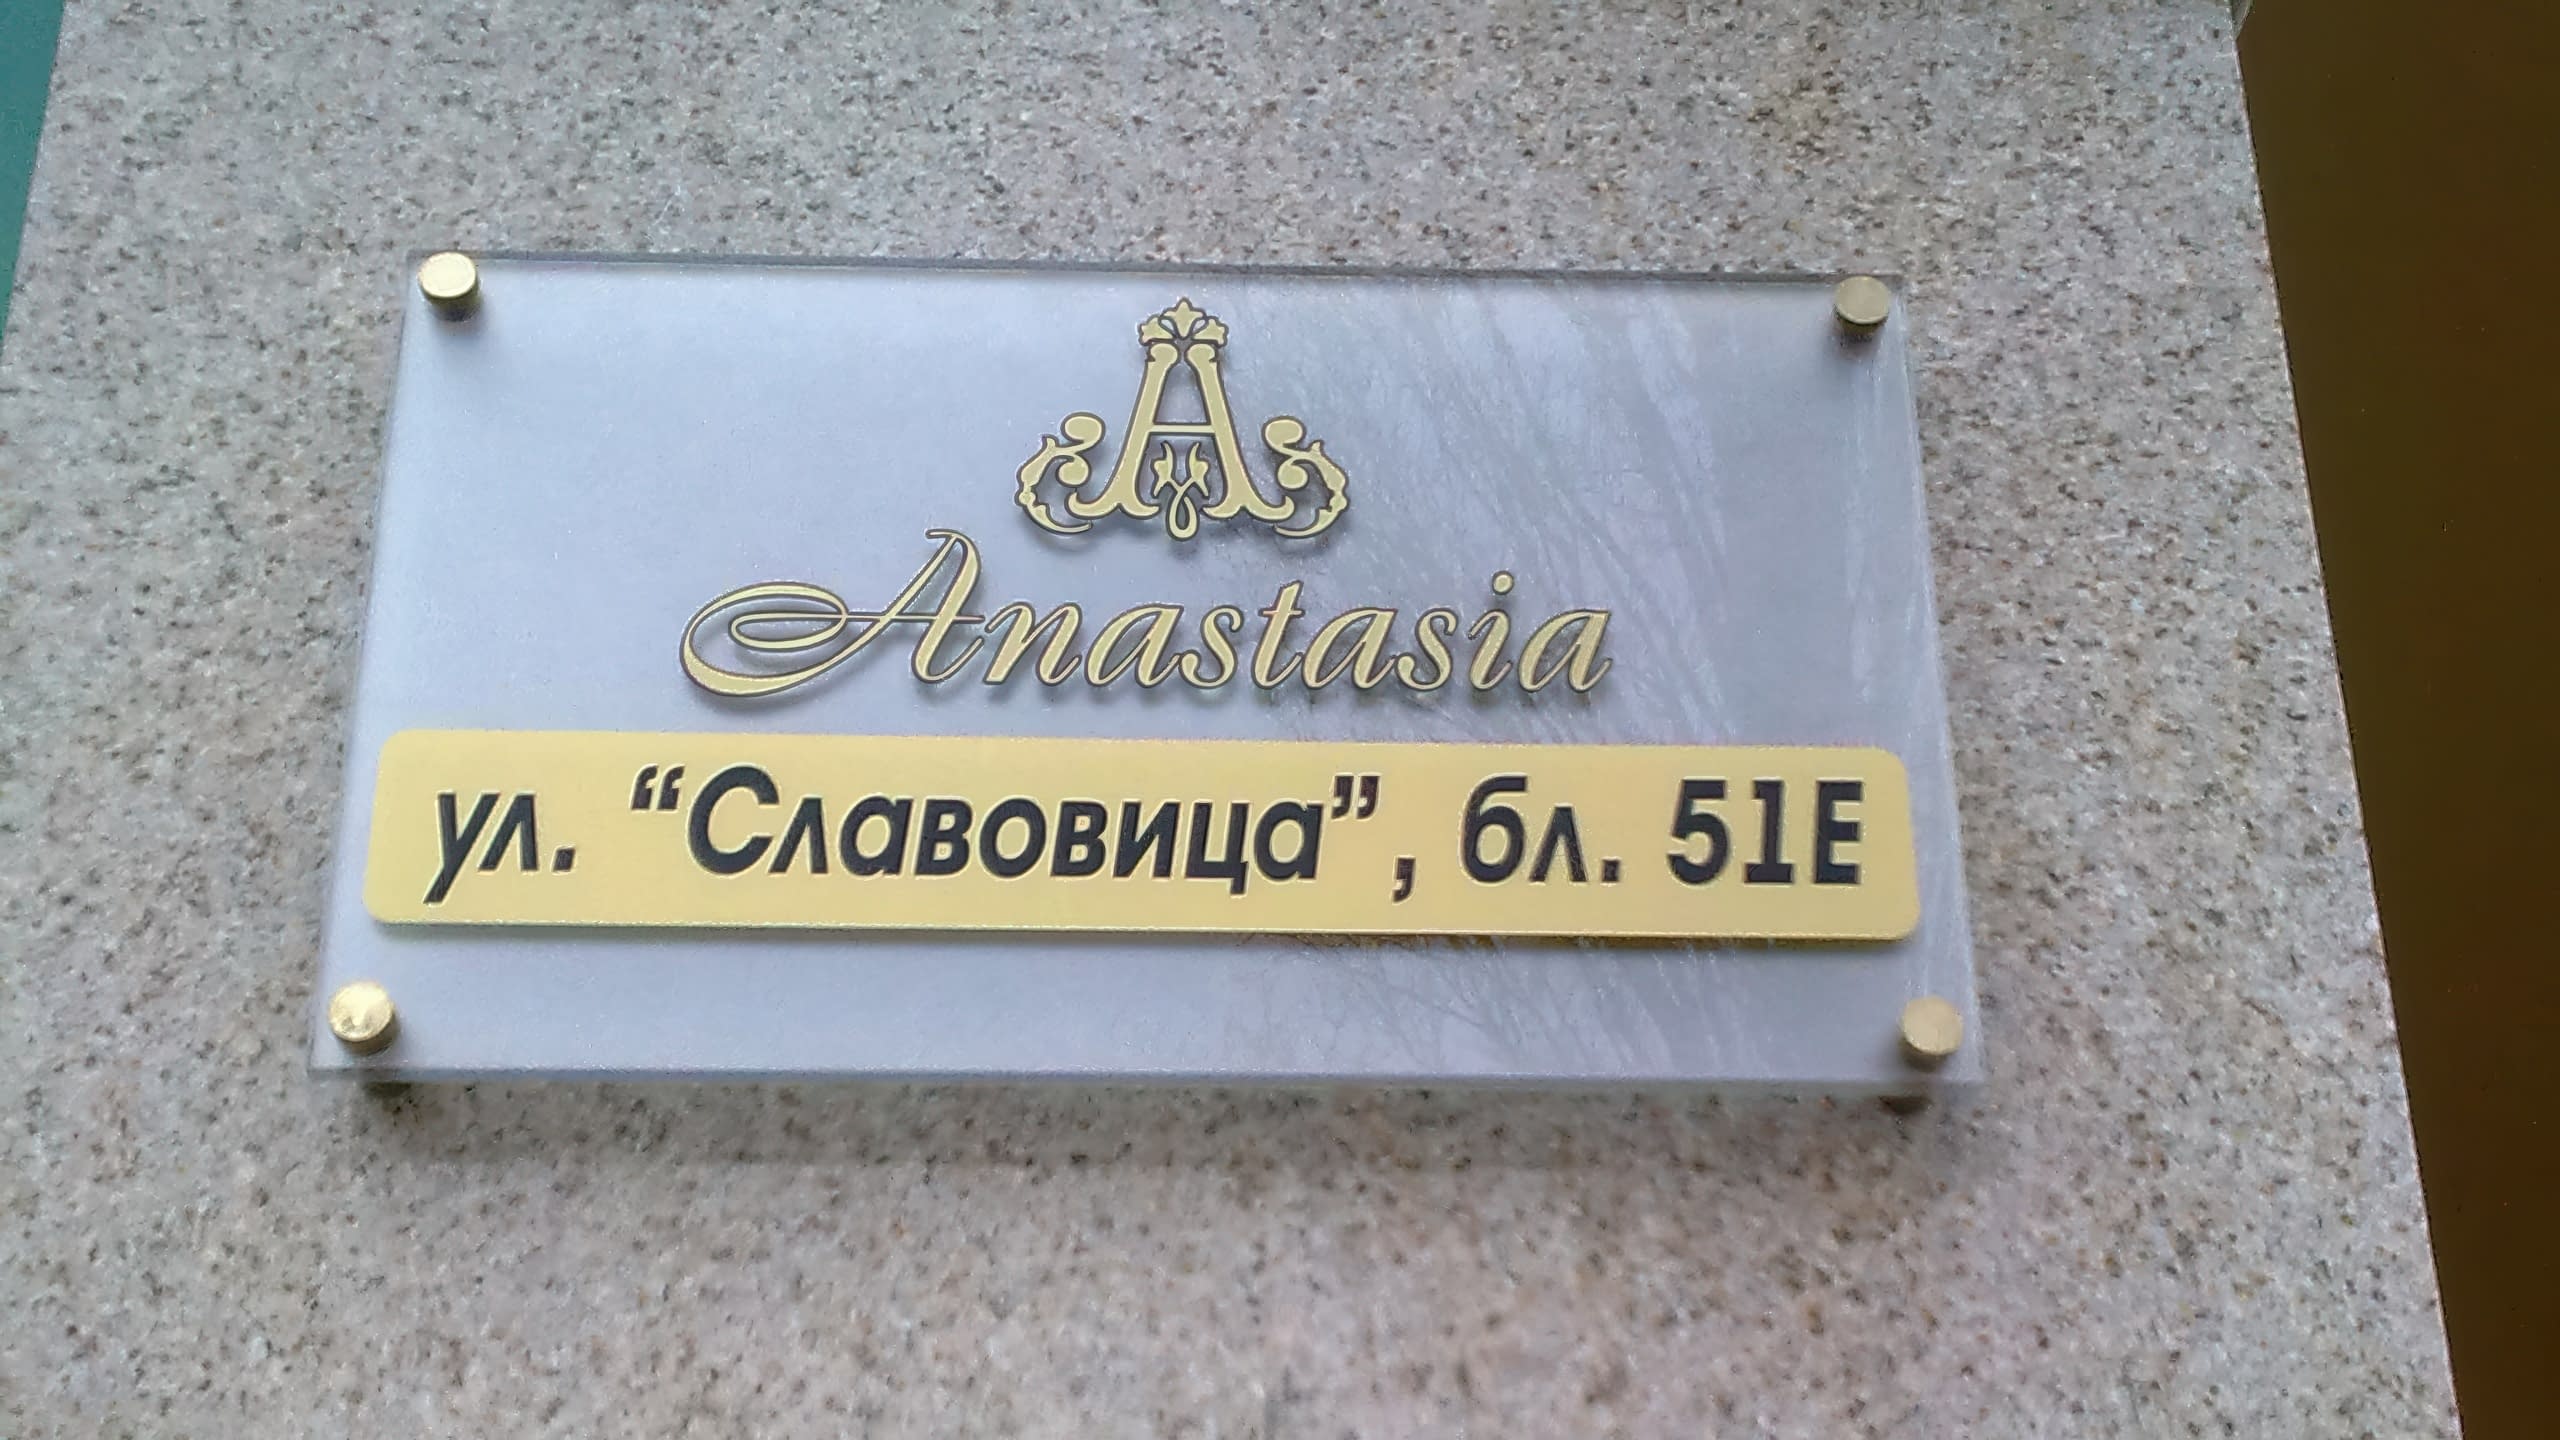 A
Anastasia
ул. “Славовица”, бл. 51Е